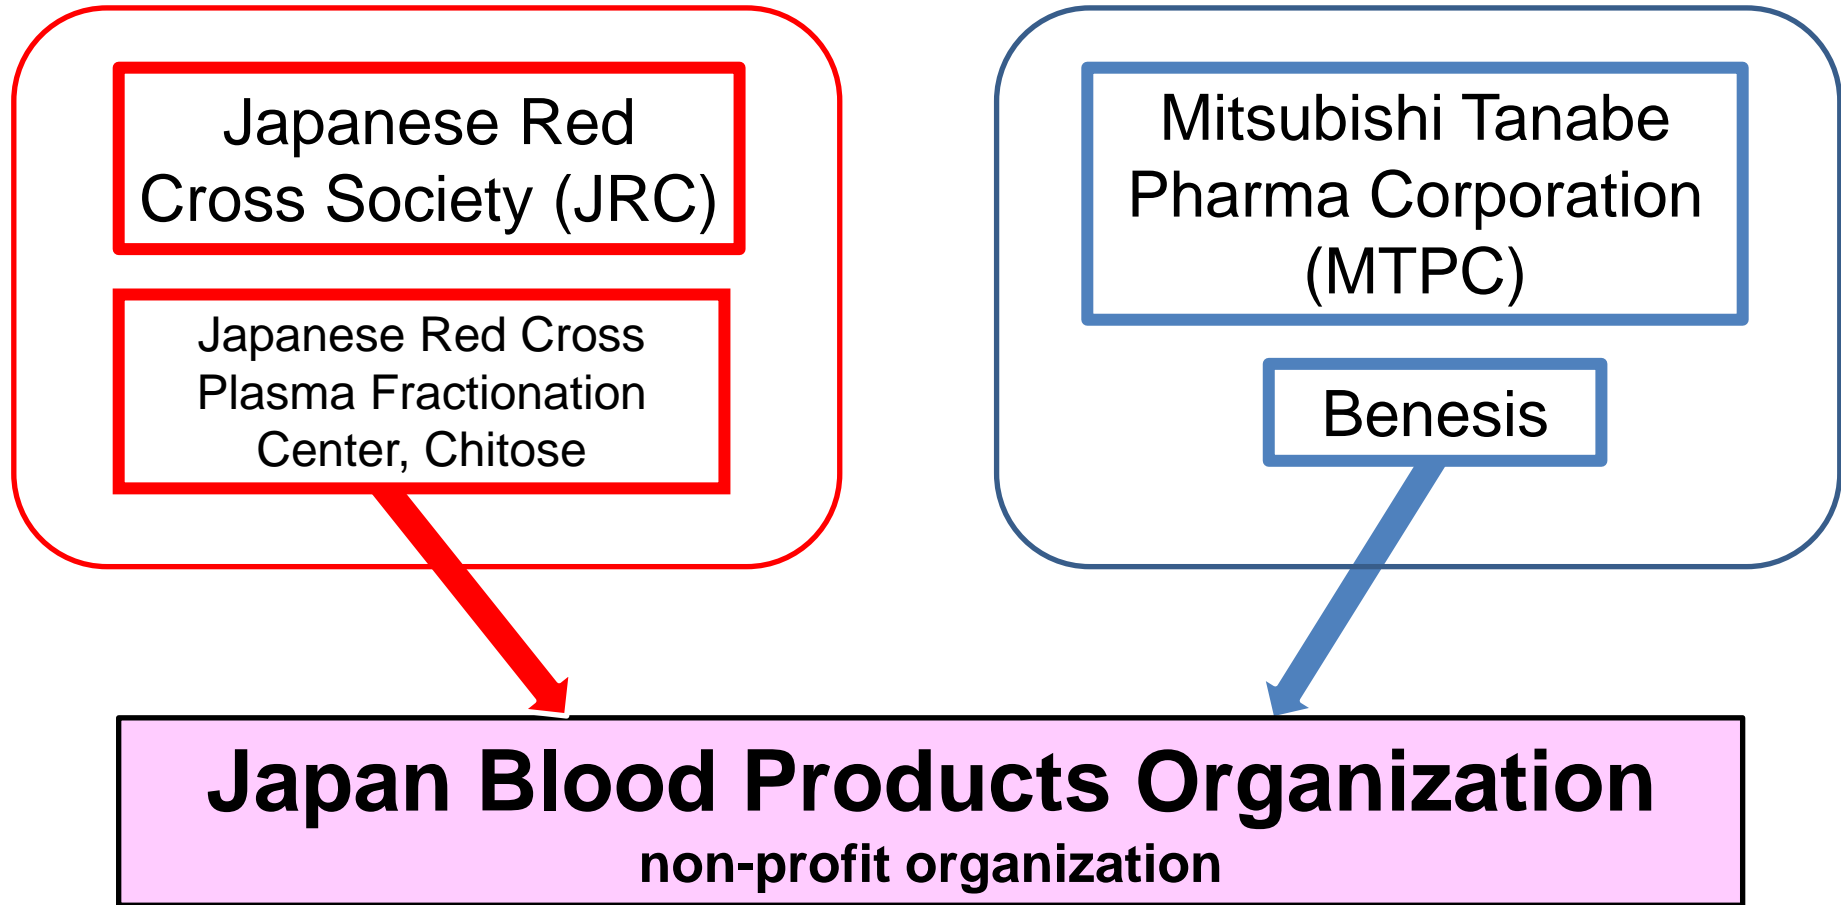 Japanese Red
Cross Society (JRC)
Japanese Red Cross
Plasma Fractionation
Center, Chitose
Mitsubishi Tanabe
Pharma Corporation
(MTPC)
Benesis
Japan Blood Products Organization
non-profit organization